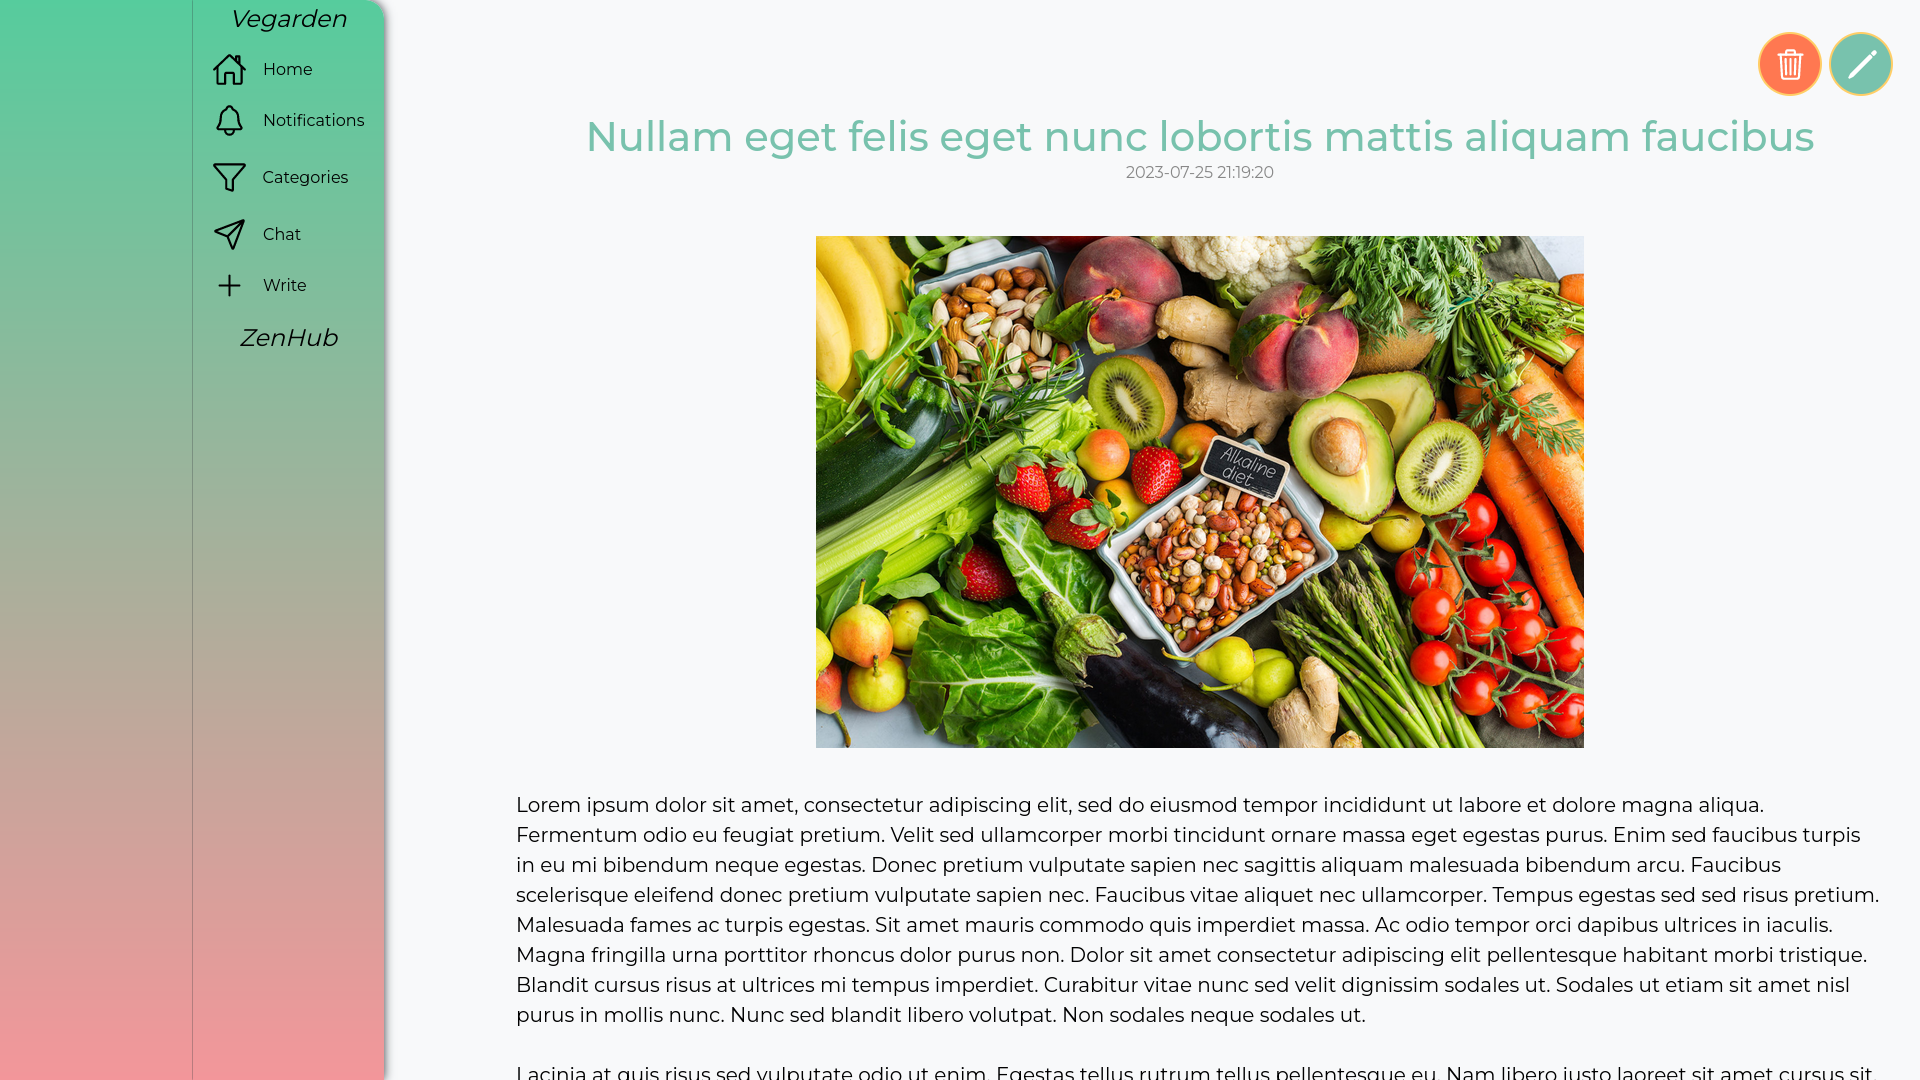 Vegarden
Home
Notifications
Categories
Chat
Write
ZenHub
Nullam eget felis eget nunc lobortis mattis aliquam faucibus
2023-07-25 21:19:20
Alkaline
diet
Lorem ipsum dolor sit amet, consectetur adipiscing elit, sed do eiusmod tempor incididunt ut labore et dolore magna aliqua.
Fermentum odio eu feugiat pretium. Velit sed ullamcorper morbi tincidunt ornare massa eget egestas purus. Enim sed faucibus turpis
in eu mi bibendum neque egestas. Donec pretium vulputate sapien nec sagittis aliquam malesuada bibendum arcu. Faucibus
scelerisque eleifend donec pretium vulputate sapien nec. Faucibus vitae aliquet nec ullamcorper. Tempus egestas sed sed risus pretium.
Malesuada fames ac turpis egestas. Sit amet mauris commodo quis imperdiet massa. Ac odio tempor orci dapibus ultrices in iaculis.
Magna fringilla urna porttitor rhoncus dolor purus non. Dolor sit amet consectetur adipiscing elit pellentesque habitant morbi tristique.
Blandit cursus risus at ultrices mi tempus imperdiet. Curabitur vitae nunc sed velit dignissim sodales ut. Sodales ut etiam sit amet nisl
purus in mollis nunc. Nunc sed blandit libero volutpat. Non sodales neque sodales ut.
Lacinia at quis risus sed vulputate odio ut enim. Egestas tellus rutrum tellus pellentesque eu. Nam libero justo laoreet sit amet cursus sit.